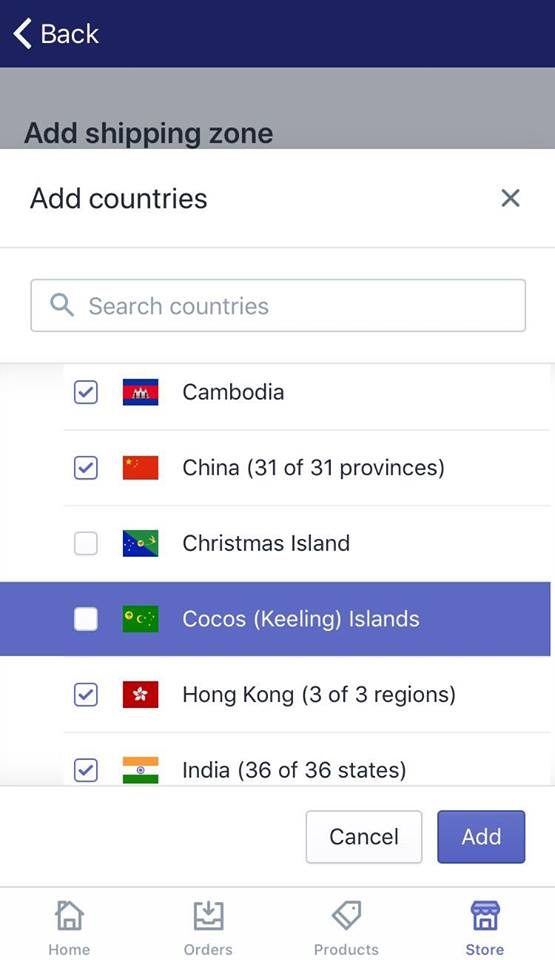 Back
Add shipping zone
Add countries
Search countries
Cambodia
China (31 of 31 provinces)
Christmas Island
Cocos (Keeling) Islands
Hong Kong (3 of 3 regions)
India (36 of 36 states)
Cancel Add
Home Orders Products Store